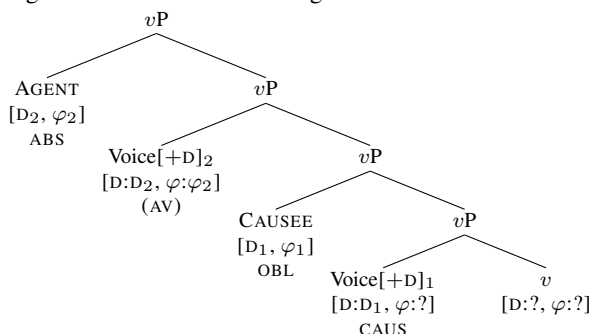 vP
AGENT
[D₂, φ₂]
ABS
vP
Voice[+D]₂
[D:D₂, φ:φ₂]
(AV)
vP
CAUSEE
[D₁, φ₁]
OBL
vP
Voice[+D]₁
[D:D₁, φ:?]
CAUS
v
[D:?, φ:?]